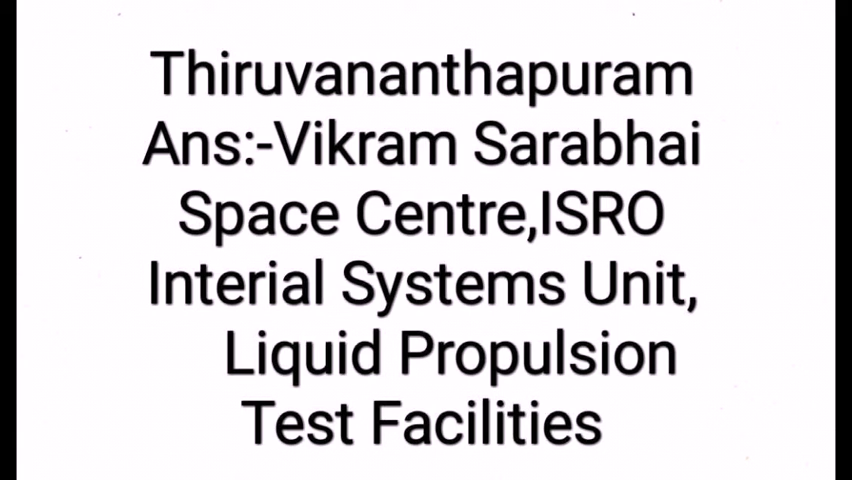 Thiruvananthapuram
Ans:-Vikram Sarabhai
Space Centre,ISRO
Interial Systems Unit,
Liquid Propulsion
Test Facilities